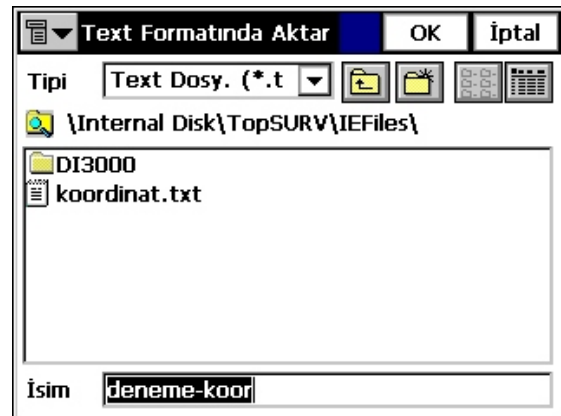 Text Formatında Aktar OK İptal
Tipi Text Dosy. (*.t
\Internal Disk\TopSURV\IEFiles\
DI3000
koordinat.txt
İsim deneme-koor